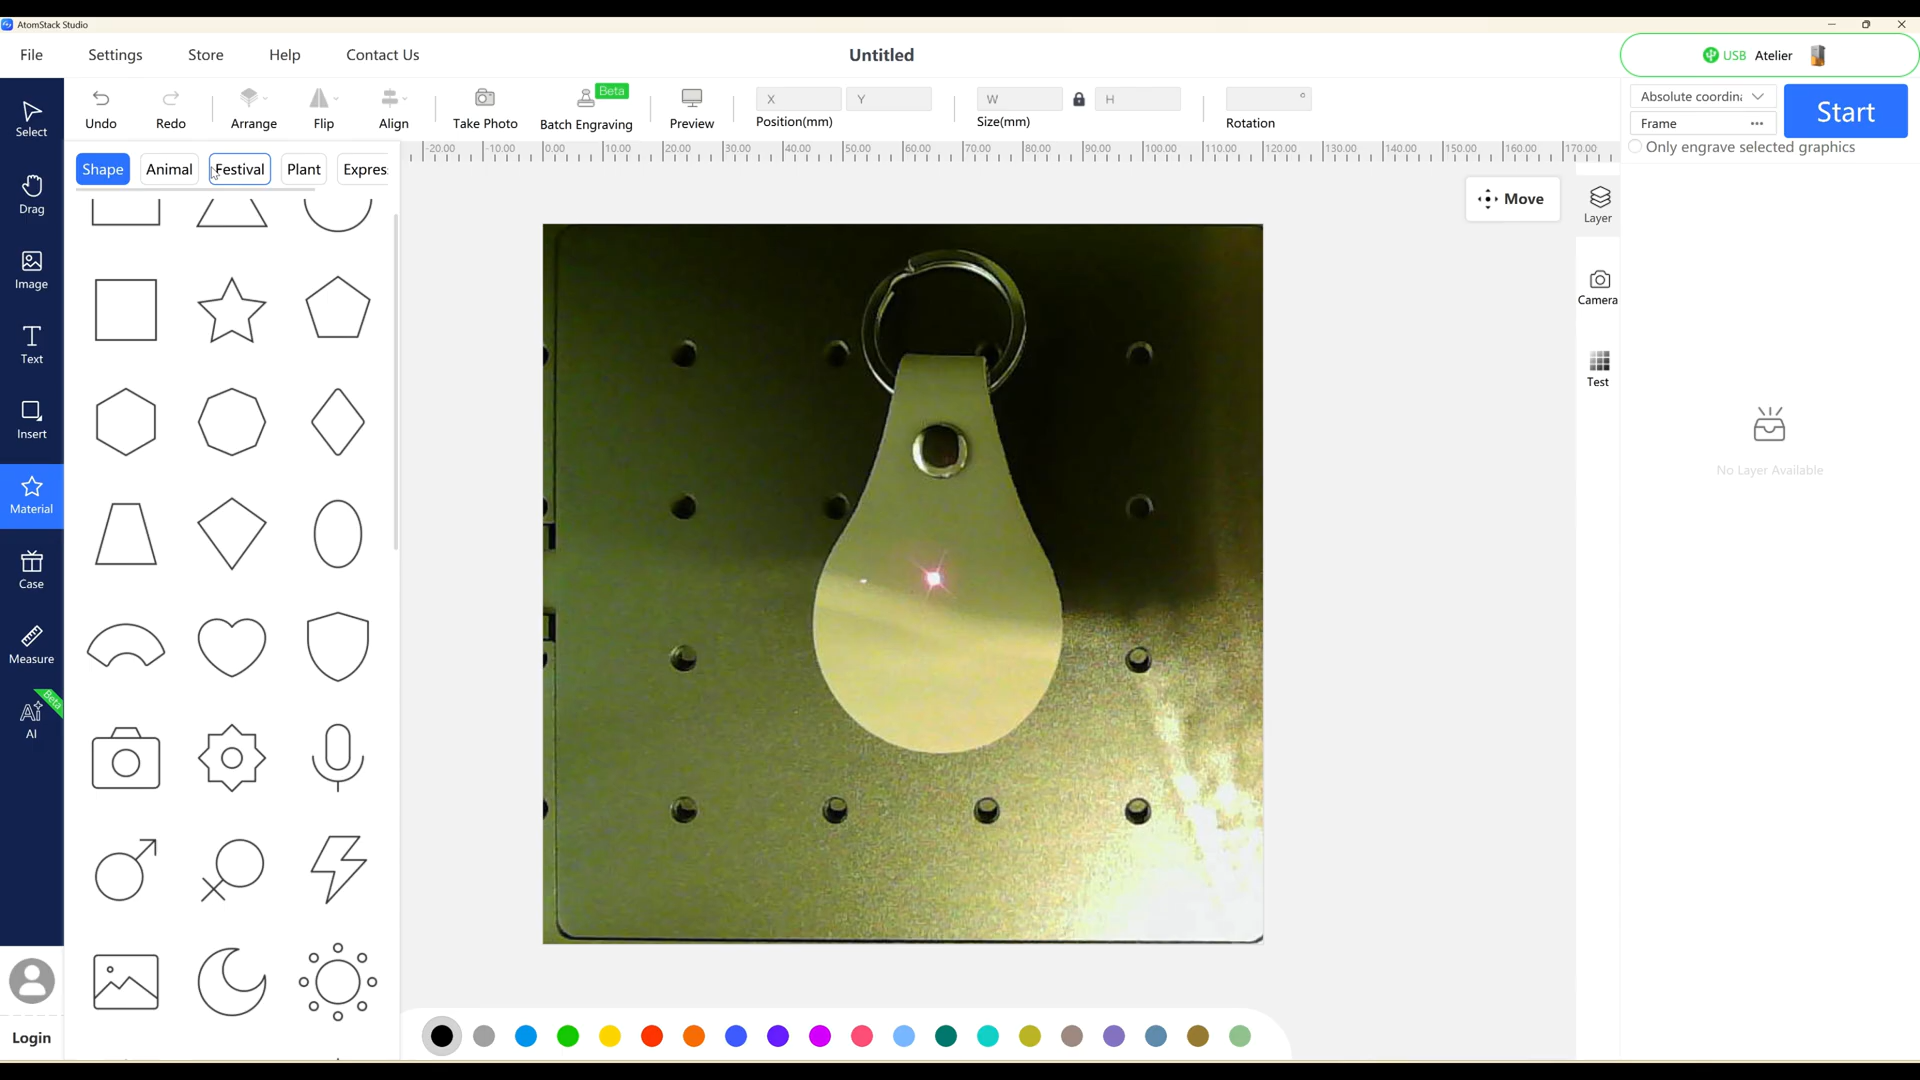 AtomStack Studio
File Settings Store Help Contact Us Untitled USB Atelier
Undo Redo Arrange Flip Align Take Photo Batch Engraving Beta Preview X Y Position(mm) W H Size(mm) ° Rotation
Absolute coordin
Frame ...
Start
Only engrave selected graphics
-20.00 -10.00 0.00 10.00 20.00 30.00 40.00 50.00 60.00 70.00 80.00 90.00 100.00 110.00 120.00 130.00 140.00 150.00 160.00 170.00
Shape Animal Festival Plant Expres
Move
Select
Drag
Image
Text
Insert
Material
Case
Measure
Beta
AI
AI
Login
Layer
Camera
Test
No Layer Available